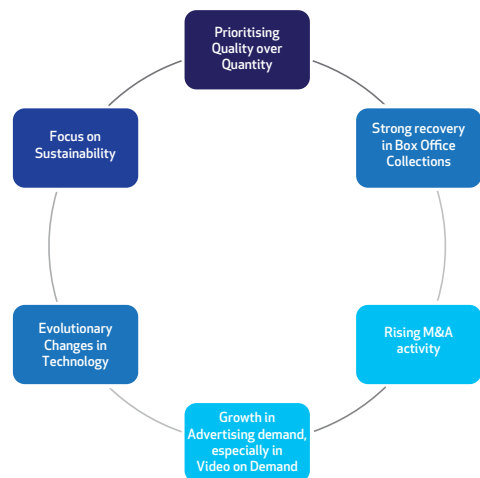 Prioritising
Quality over
Quantity
Strong recovery
in Box Office
Collections
Rising M&A
activity
Growth in
Advertising demand,
especially in
Video on Demand
Evolutionary
Changes in
Technology
Focus on
Sustainability